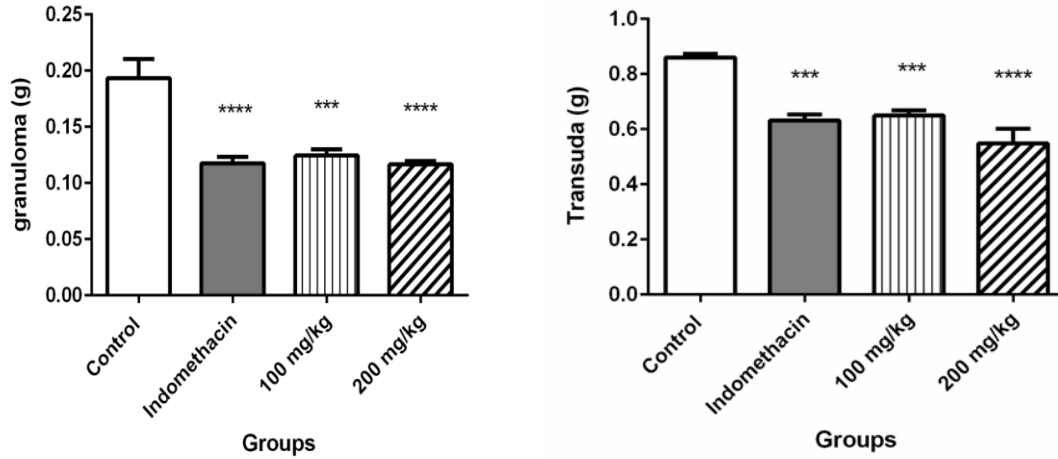 granuloma (g)
0.25
0.20
0.15
0.10
0.05
0.00
****
***
****
Control
Indomethacin
100 mg/kg
200 mg/kg
Groups
Transuda (g)
1.0
0.8
0.6
0.4
0.2
0.0
***
***
****
Control
Indomethacin
100 mg/kg
200 mg/kg
Groups